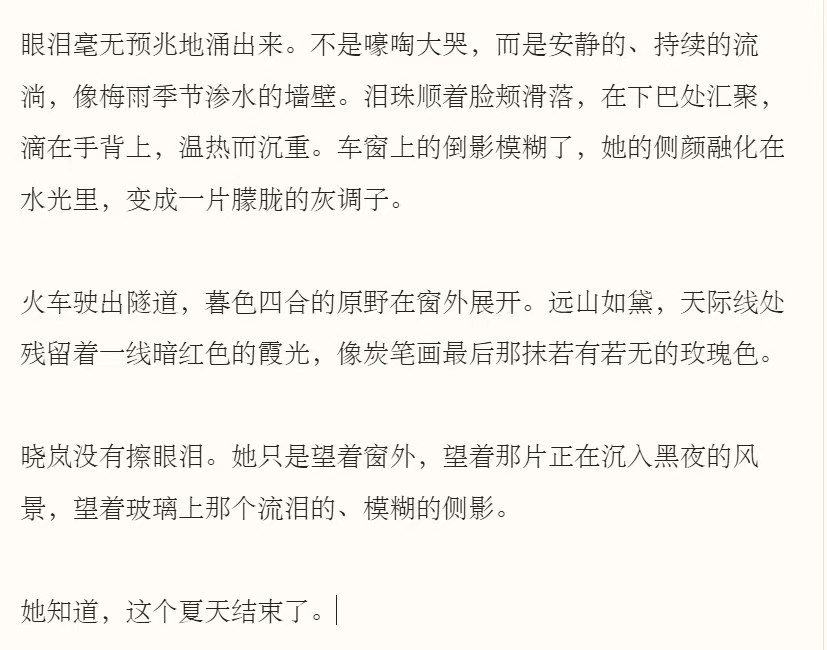 眼泪毫无预兆地涌出来。不是嚎啕大哭，而是安静的、持续的流
淌，像梅雨季节渗水的墙壁。泪珠顺着脸颊滑落，在下巴处汇聚，
滴在手背上，温热而沉重。车窗上的倒影模糊了，她的侧颜融化在
水光里，变成一片朦胧的灰调子。
火车驶出隧道，暮色四合的原野在窗外展开。远山如黛，天际线处
残留着一线暗红色的霞光，像炭笔画最后那抹若有若无的玫瑰色。
晓岚没有擦眼泪。她只是望着窗外，望着那片正在沉入黑夜的风
景，望着玻璃上那个流泪的、模糊的侧影。
她知道，这个夏天结束了。